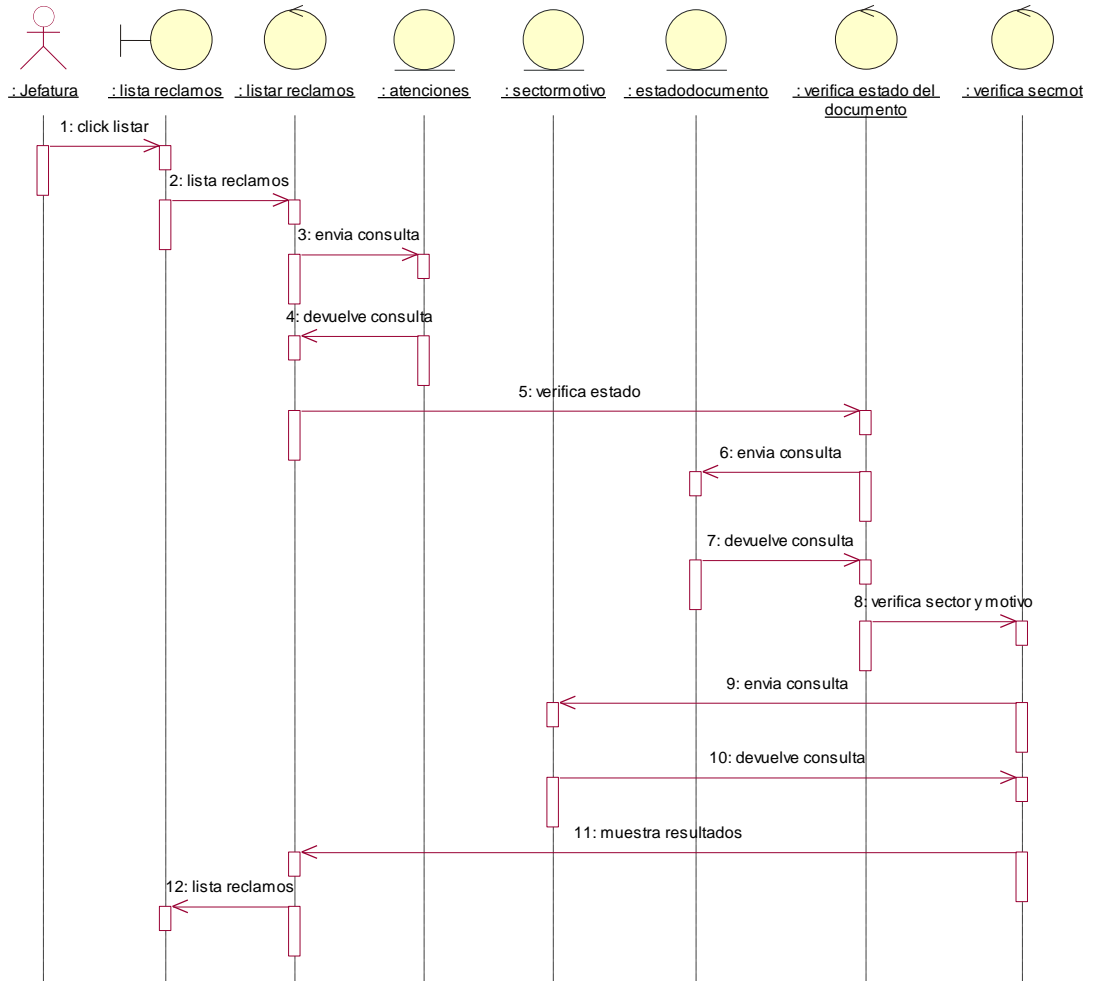 : Jefatura
: lista reclamos
: listar reclamos
: atenciones
: sectormotivo
: estadodocumento
: verifica estado del
documento
: verifica secmot
1: click listar
2: lista reclamos
3: envia consulta
4: devuelve consulta
5: verifica estado
6: envia consulta
7: devuelve consulta
8: verifica sector y motivo
9: envia consulta
10: devuelve consulta
11: muestra resultados
12: lista reclamos